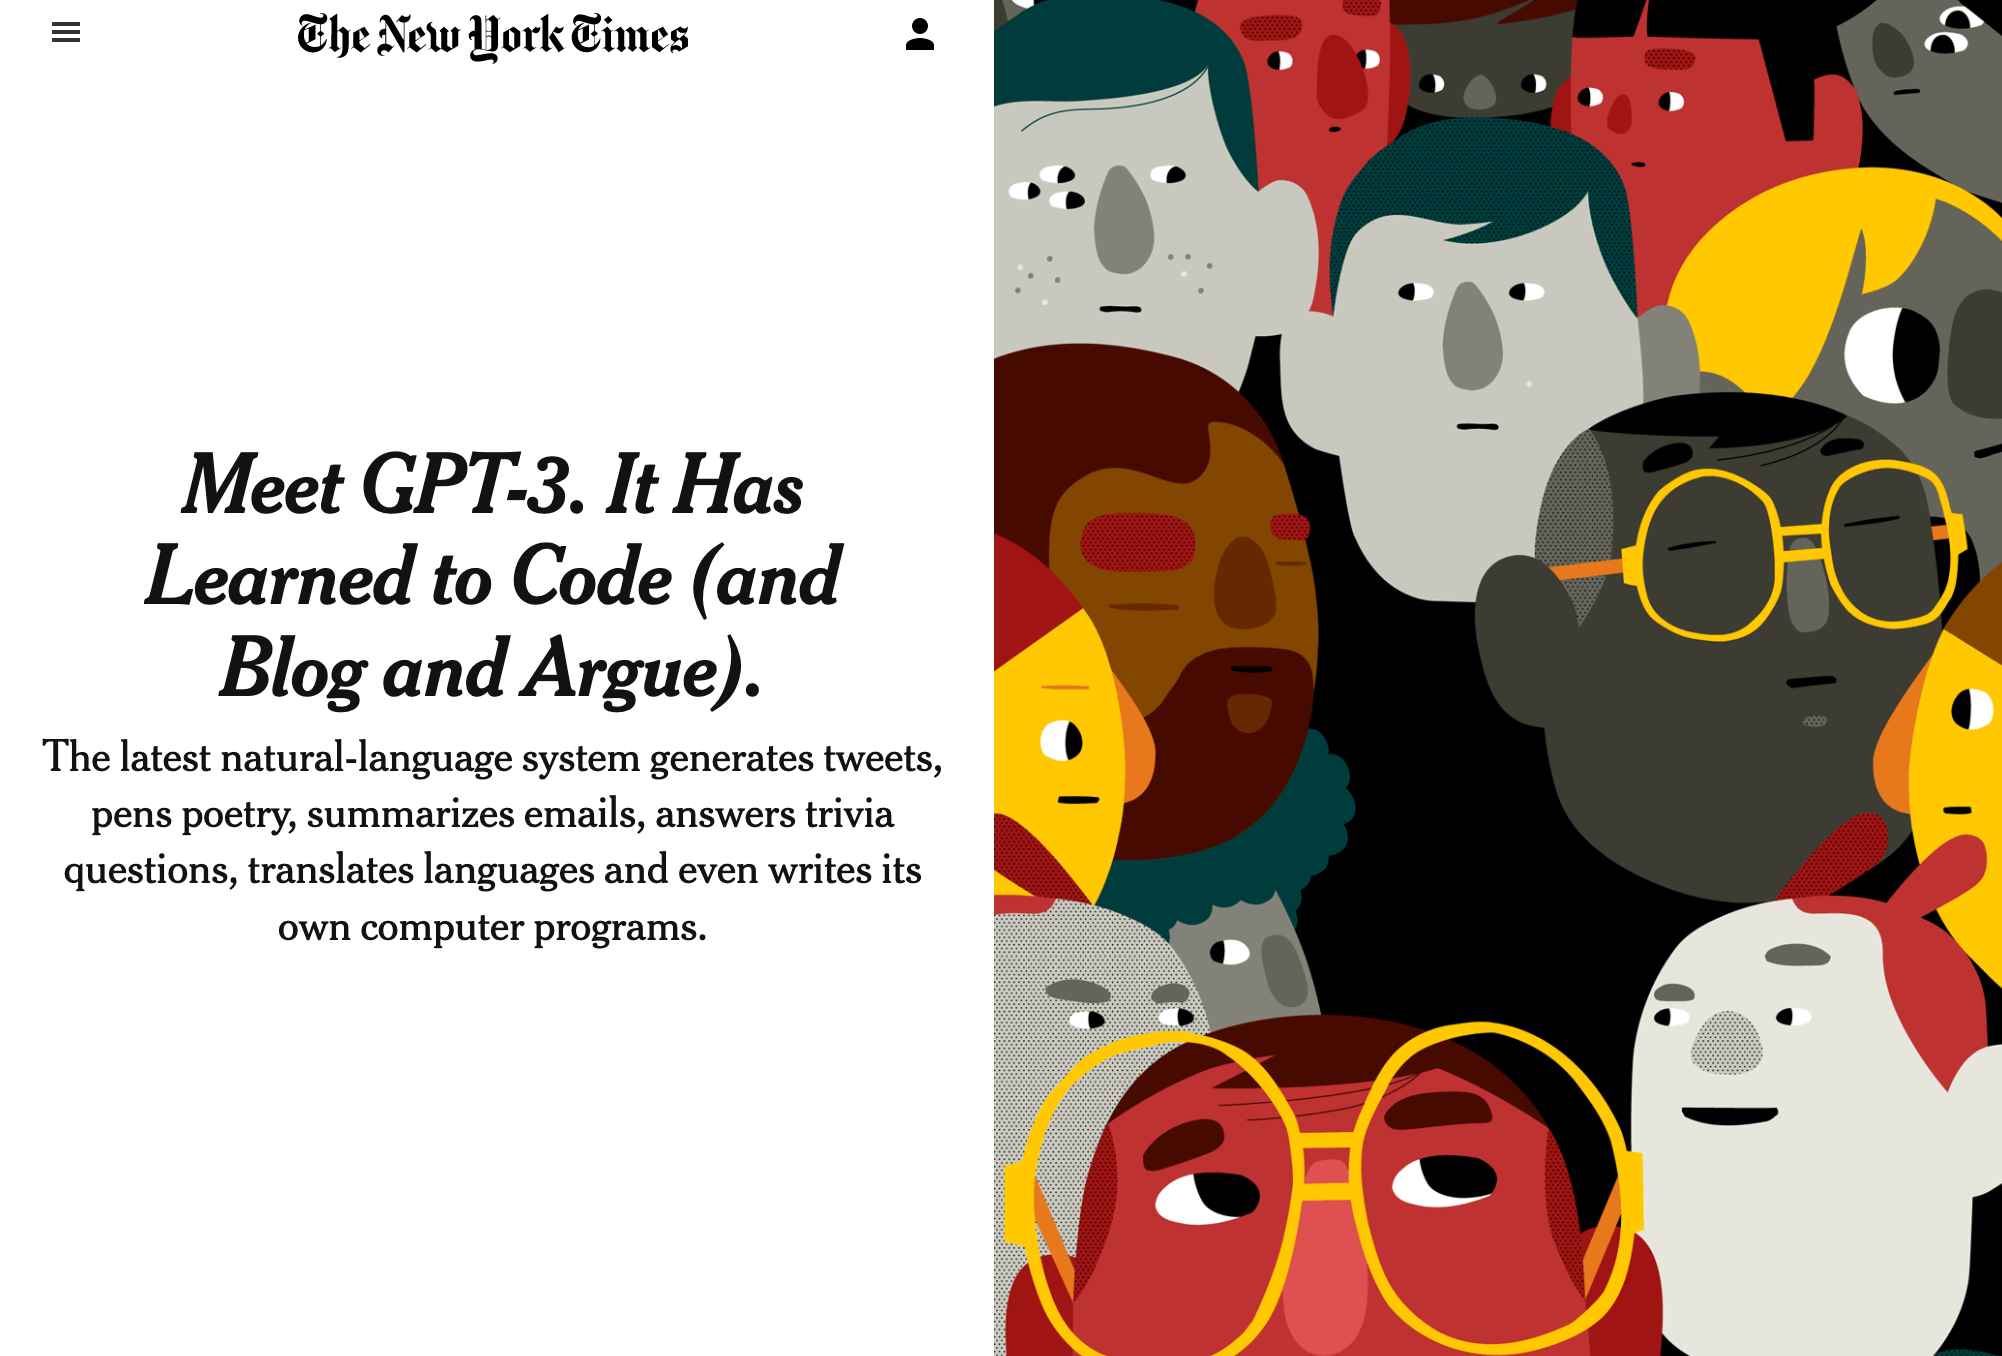 The New York Times
Meet GPT-3. It Has
Learned to Code (and
Blog and Argue).
The latest natural-language system generates tweets,
pens poetry, summarizes emails, answers trivia
questions, translates languages and even writes its
own computer programs.